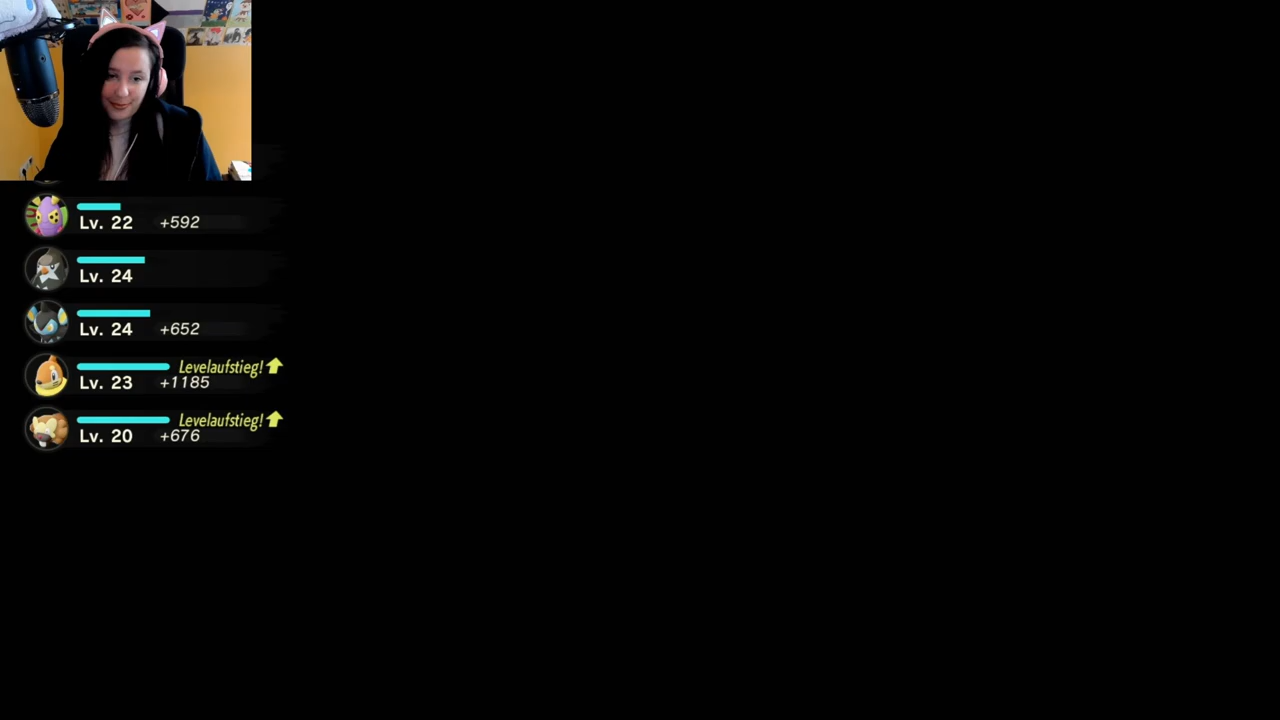 Lv. 22 +592
Lv. 24
Lv. 24 +652
Levelaufstieg!
Lv. 23 +1185
Levelaufstieg!
Lv. 20 +676